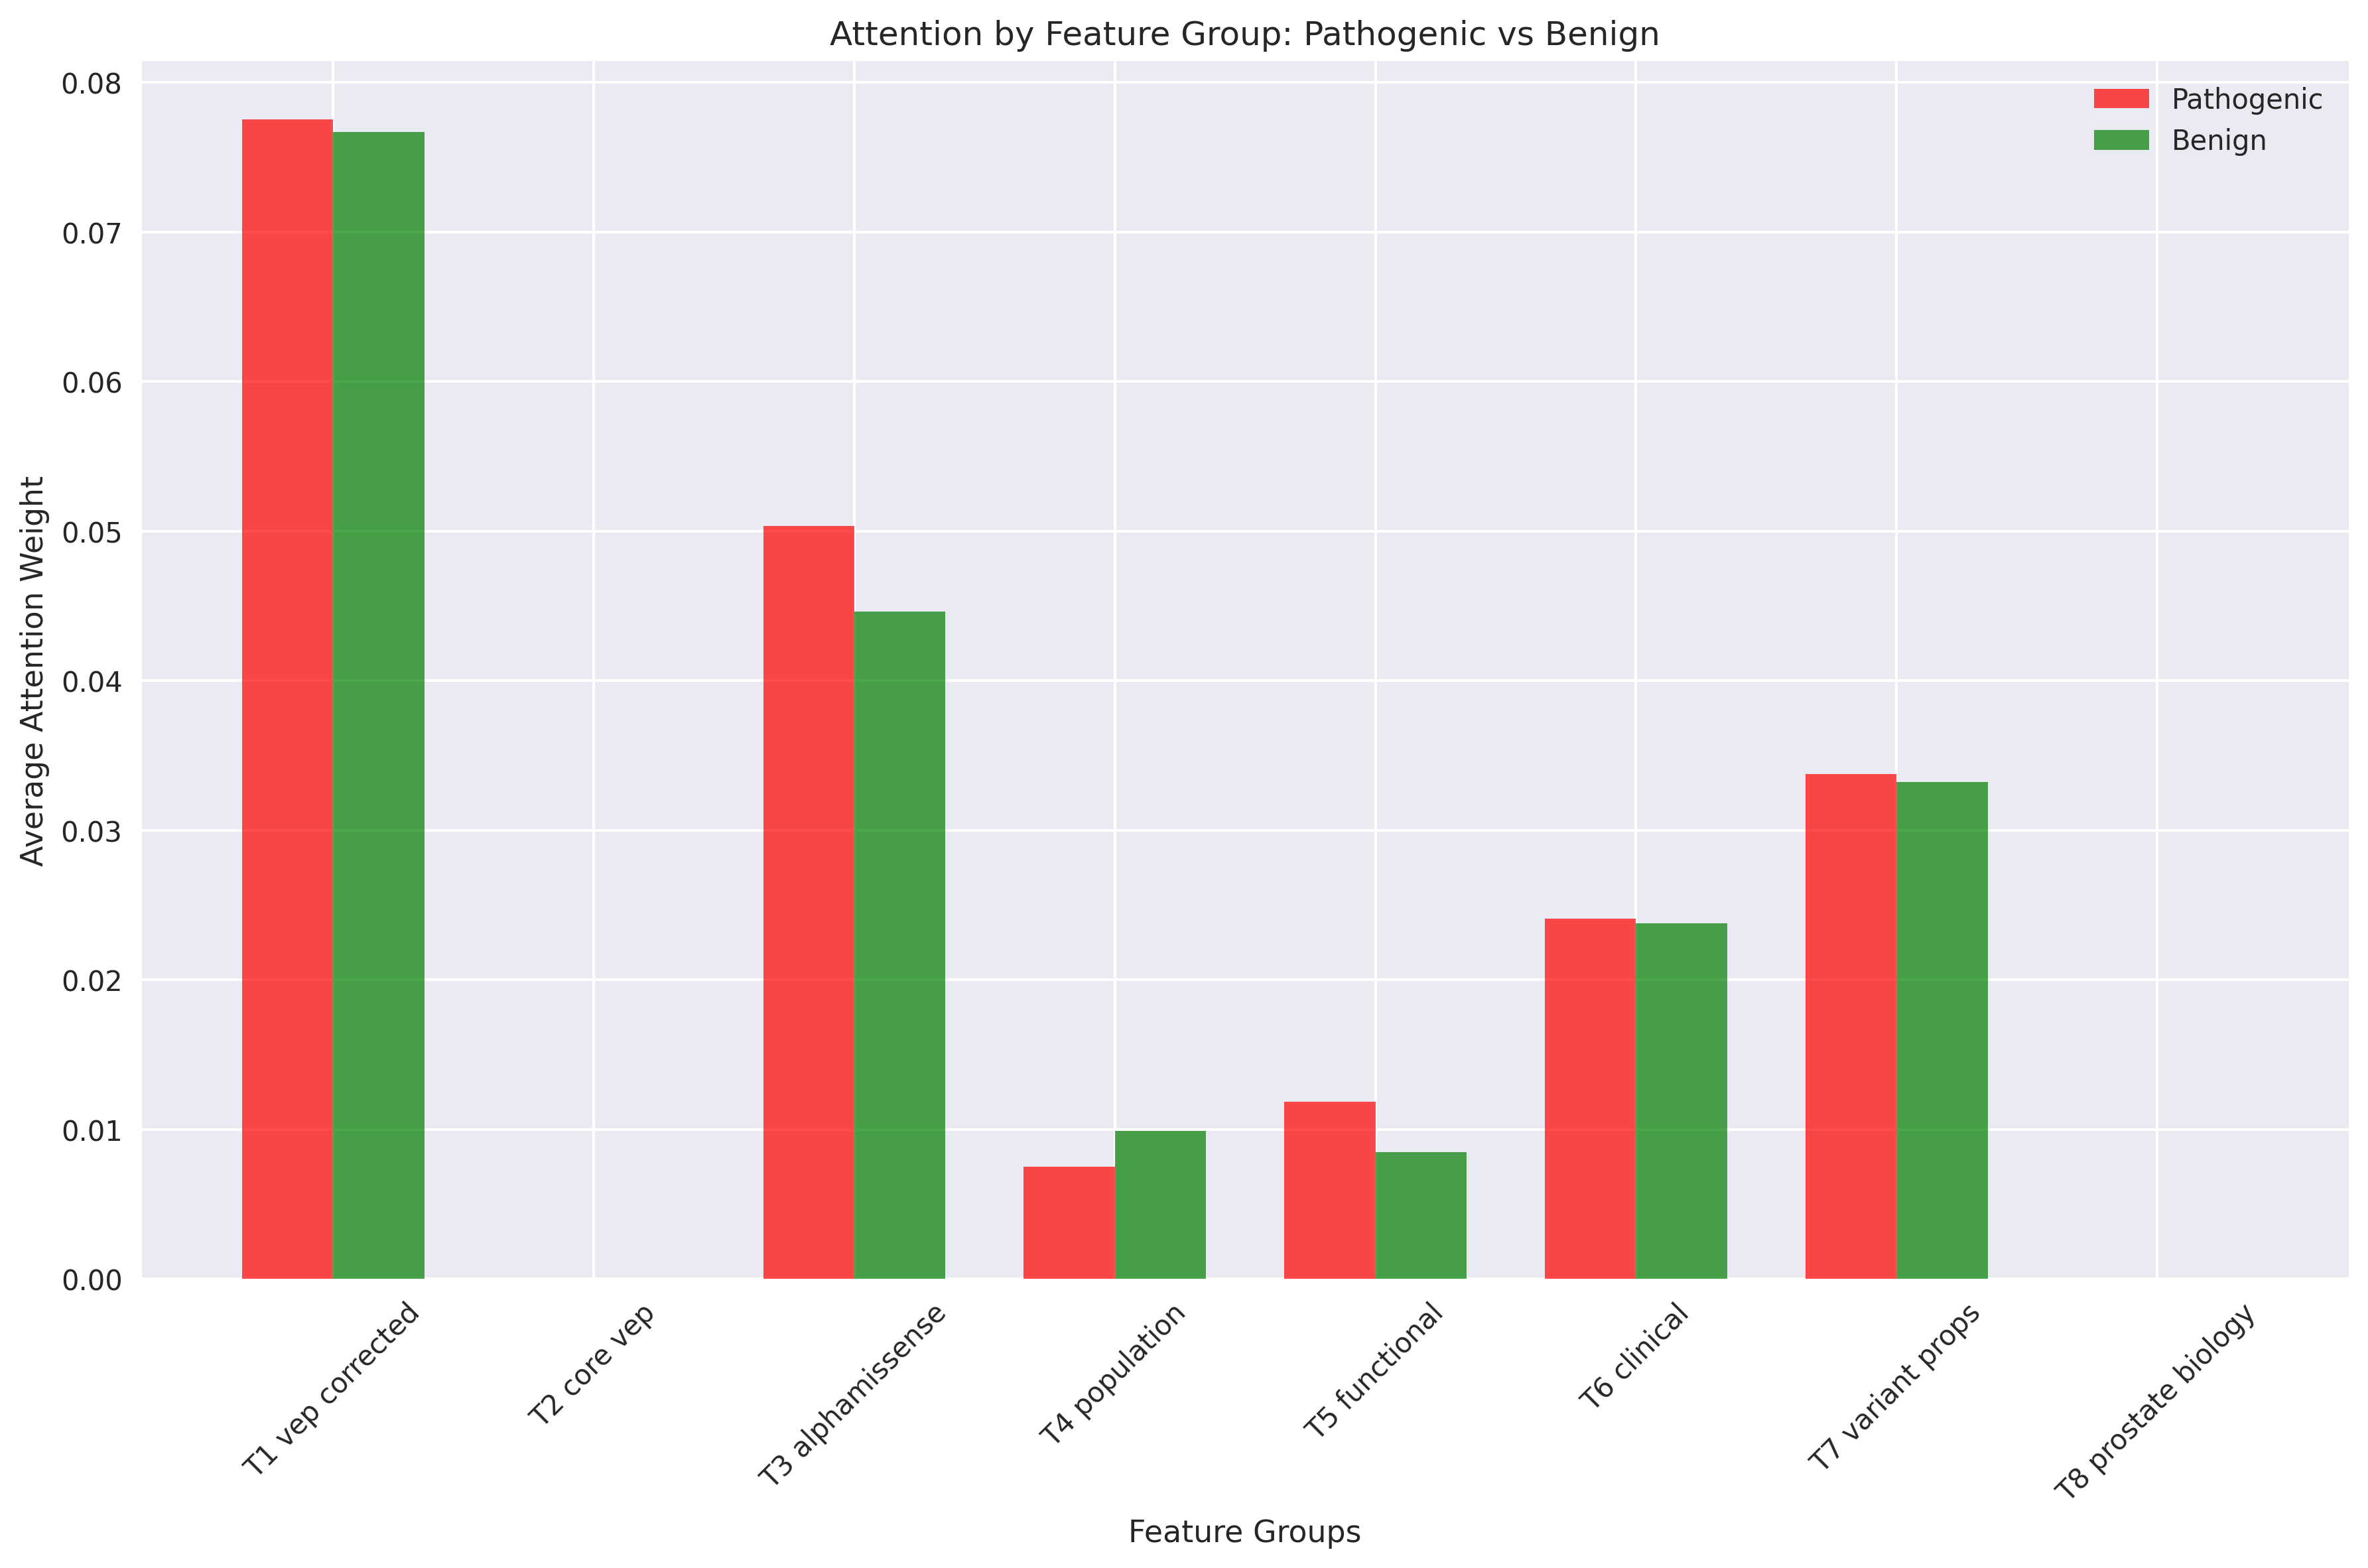 Attention by Feature Group: Pathogenic vs Benign
Pathogenic
Benign
Average Attention Weight
0.08
0.07
0.06
0.05
0.04
0.03
0.02
0.01
0.00
T1 vep corrected
T2 core vep
T3 alphamissense
T4 population
T5 functional
T6 clinical
T7 variant props
T8 prostate biology
Feature Groups